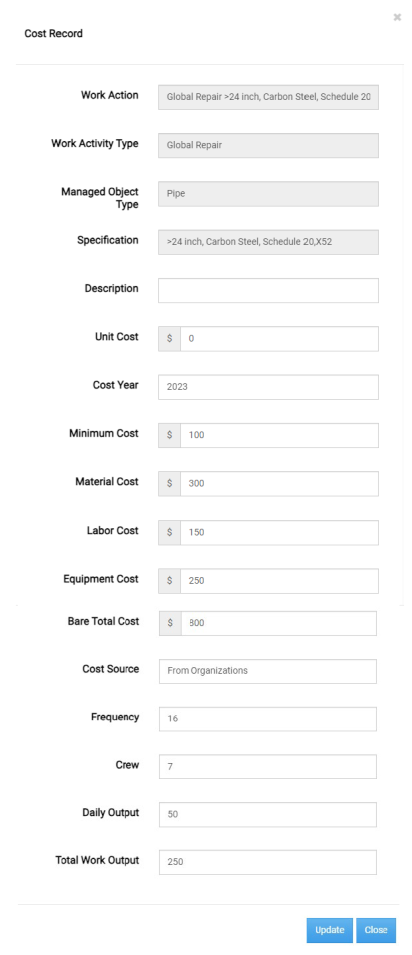 ×
Cost Record
Work Action
Global Repair >24 inch, Carbon Steel, Schedule 20
Work Activity Type
Global Repair
Managed Object
Type
Pipe
Specification
>24 inch, Carbon Steel, Schedule 20,X52
Description
Unit Cost
$ 0
Cost Year
2023
Minimum Cost
$ 100
Material Cost
$ 300
Labor Cost
$ 150
Equipment Cost
$ 250
Bare Total Cost
$ 800
Cost Source
From Organizations
Frequency
16
Crew
7
Daily Output
50
Total Work Output
250
Update Close